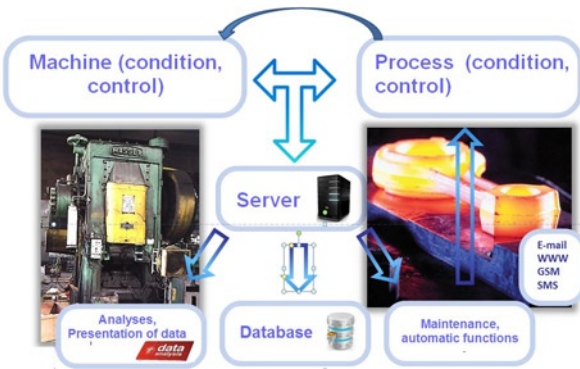 Machine (condition,
control)
Process (condition,
control)
Server
E-mail
WWW
GSM
SMS
Analyses,
Presentation of data
data
analysis
Database
Maintenance,
automatic functions